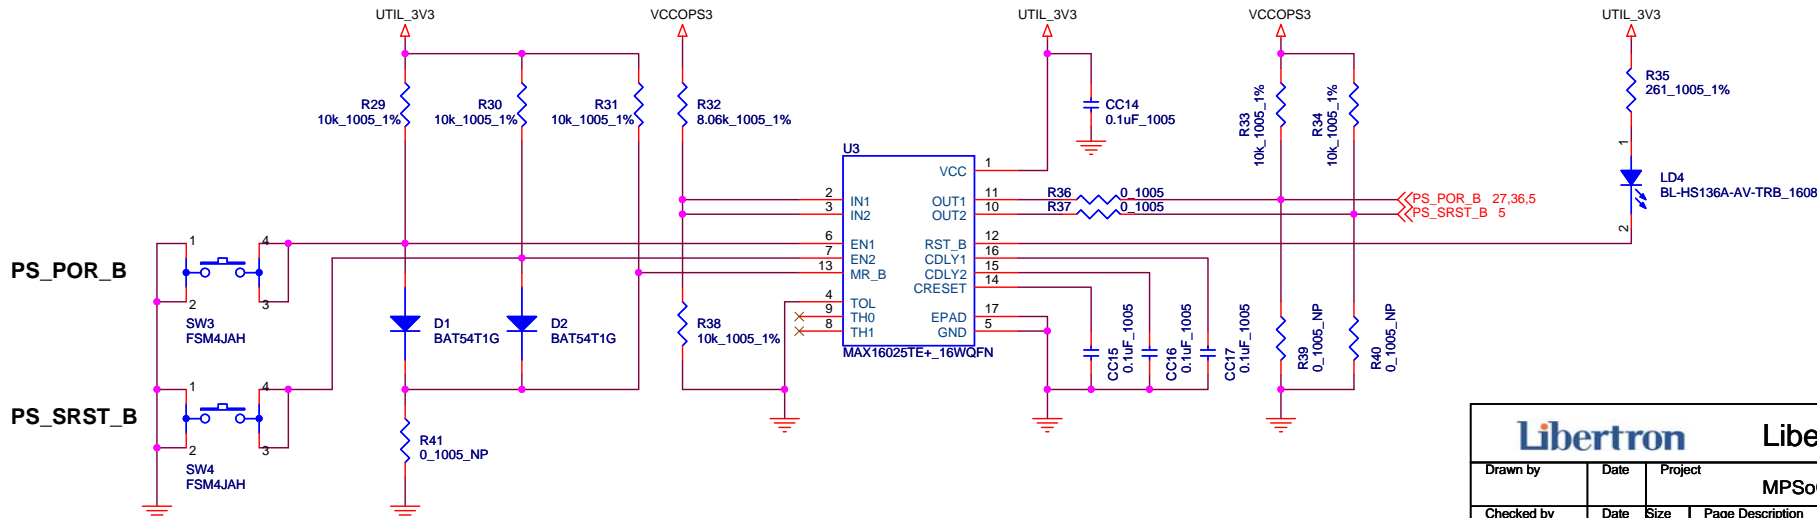 UTIL_3V3
VCCOPS3
UTIL_3V3
VCCOPS3
UTIL_3V3
R29
10k_1005_1%
R30
10k_1005_1%
R31
10k_1005_1%
R32
8.06k_1005_1%
CC14
0.1uF_1005
R33
10k_1005_1%
R34
10k_1005_1%
R35
261_1005_1%
U3
VCC 1
2 IN1
3 IN2
6 EN1
7 EN2
13 MR_B
4 TOL
9 TH0
8 TH1
OUT1 11
OUT2 10
RST_B 12
CDLY1 16
CDLY2 15
CRESET 14
EPAD 17
GND 5
MAX16025TE+_16WQFN
R36 0_1005
R37 0_1005
PS_POR_B 27,36,5
PS_SRST_B 5
1
LD4
BL-HS136A-AV-TRB_1608
2
PS_POR_B
1 4
2 3
SW3
FSM4JAH
D1
BAT54T1G
D2
BAT54T1G
R38
10k_1005_1%
CC15
0.1uF_1005
CC16
0.1uF_1005
CC17
0.1uF_1005
R39
0_1005_NP
R40
0_1005_NP
PS_SRST_B
1 4
2 3
SW4
FSM4JAH
R41
0_1005_NP
Libertron Libe
Drawn by Date Project
MPSo
Checked by Date Size Page Description